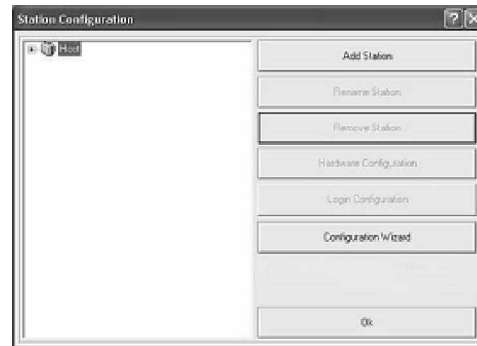 Station Configuration
Host
Add Station
Rename Station
Remove Station
Hardware Configuration
Login Configuration
Configuration Wizard
Ok